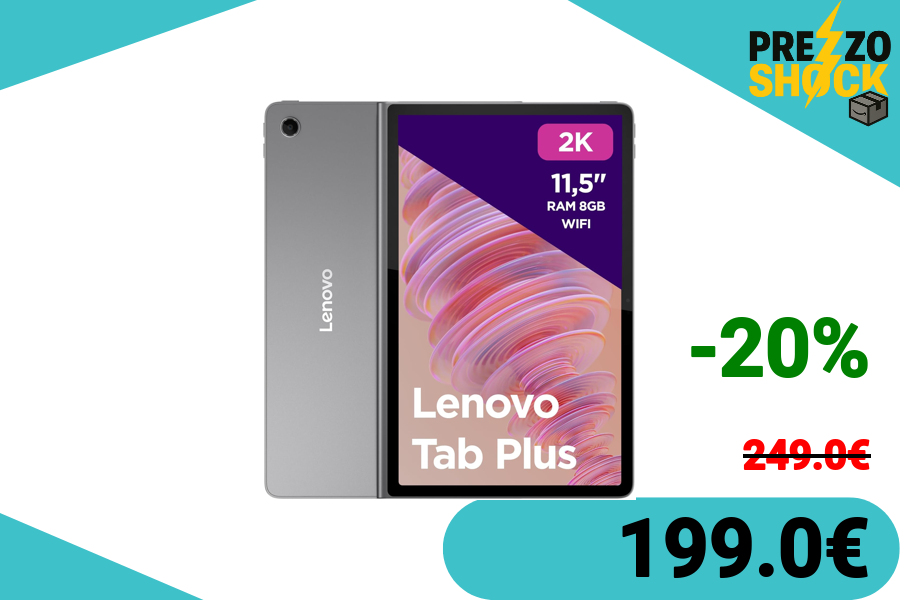 PREZZO
SHOCK
2K
11,5"
RAM 8GB
WIFI
Lenovo
Lenovo
Tab Plus
-20%
249.0€
199.0€